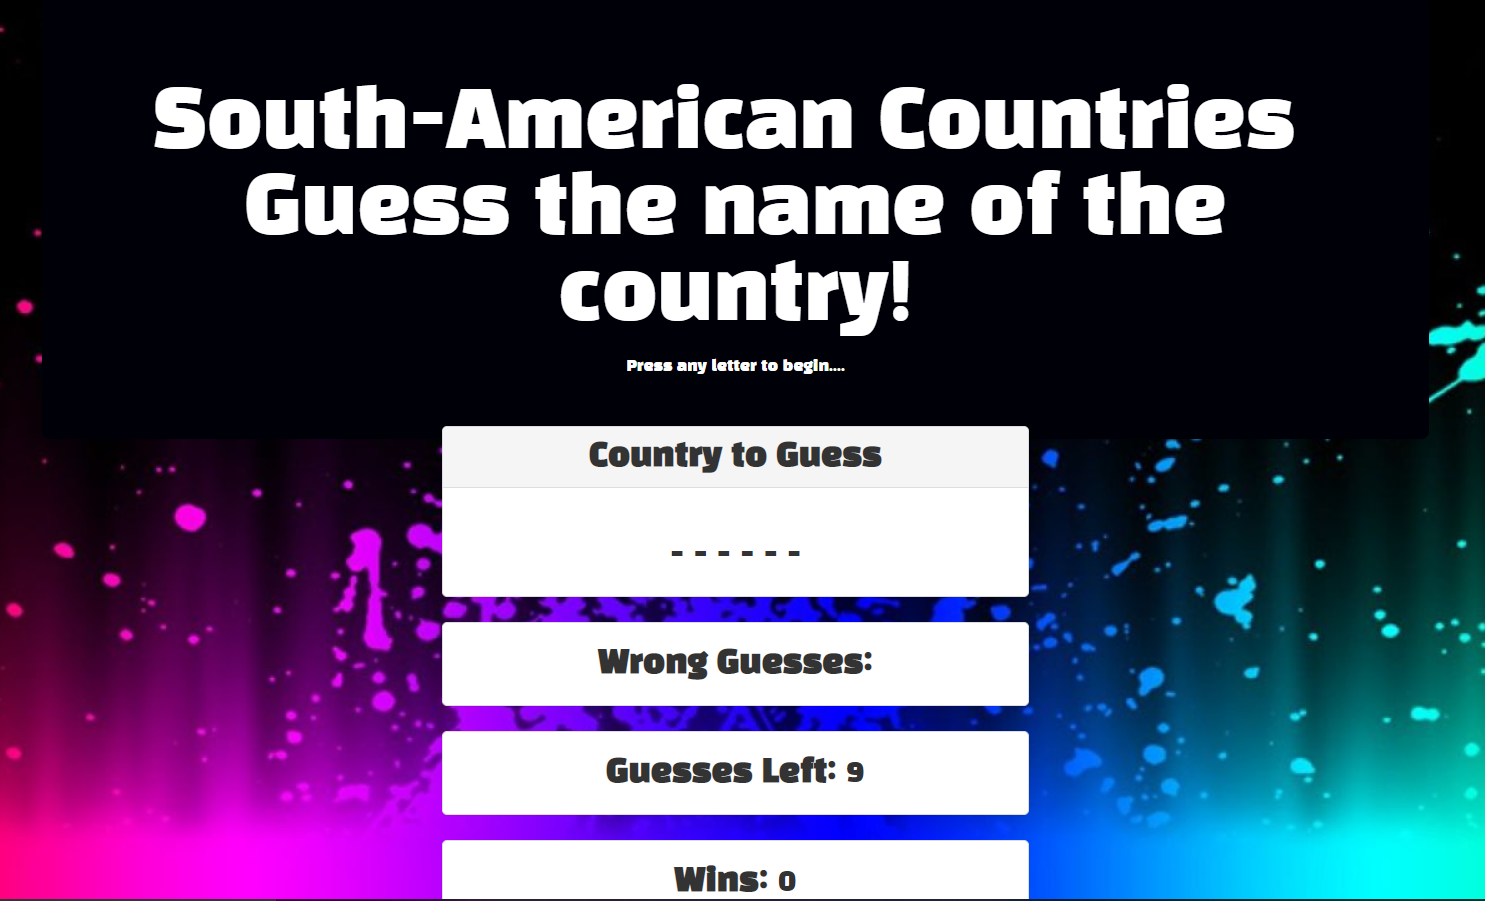 South-American Countries
Guess the name of the
country!
Press any letter to begin....
Country to Guess
- - - - - -
Wrong Guesses:
Guesses Left: 9
Wins: 0